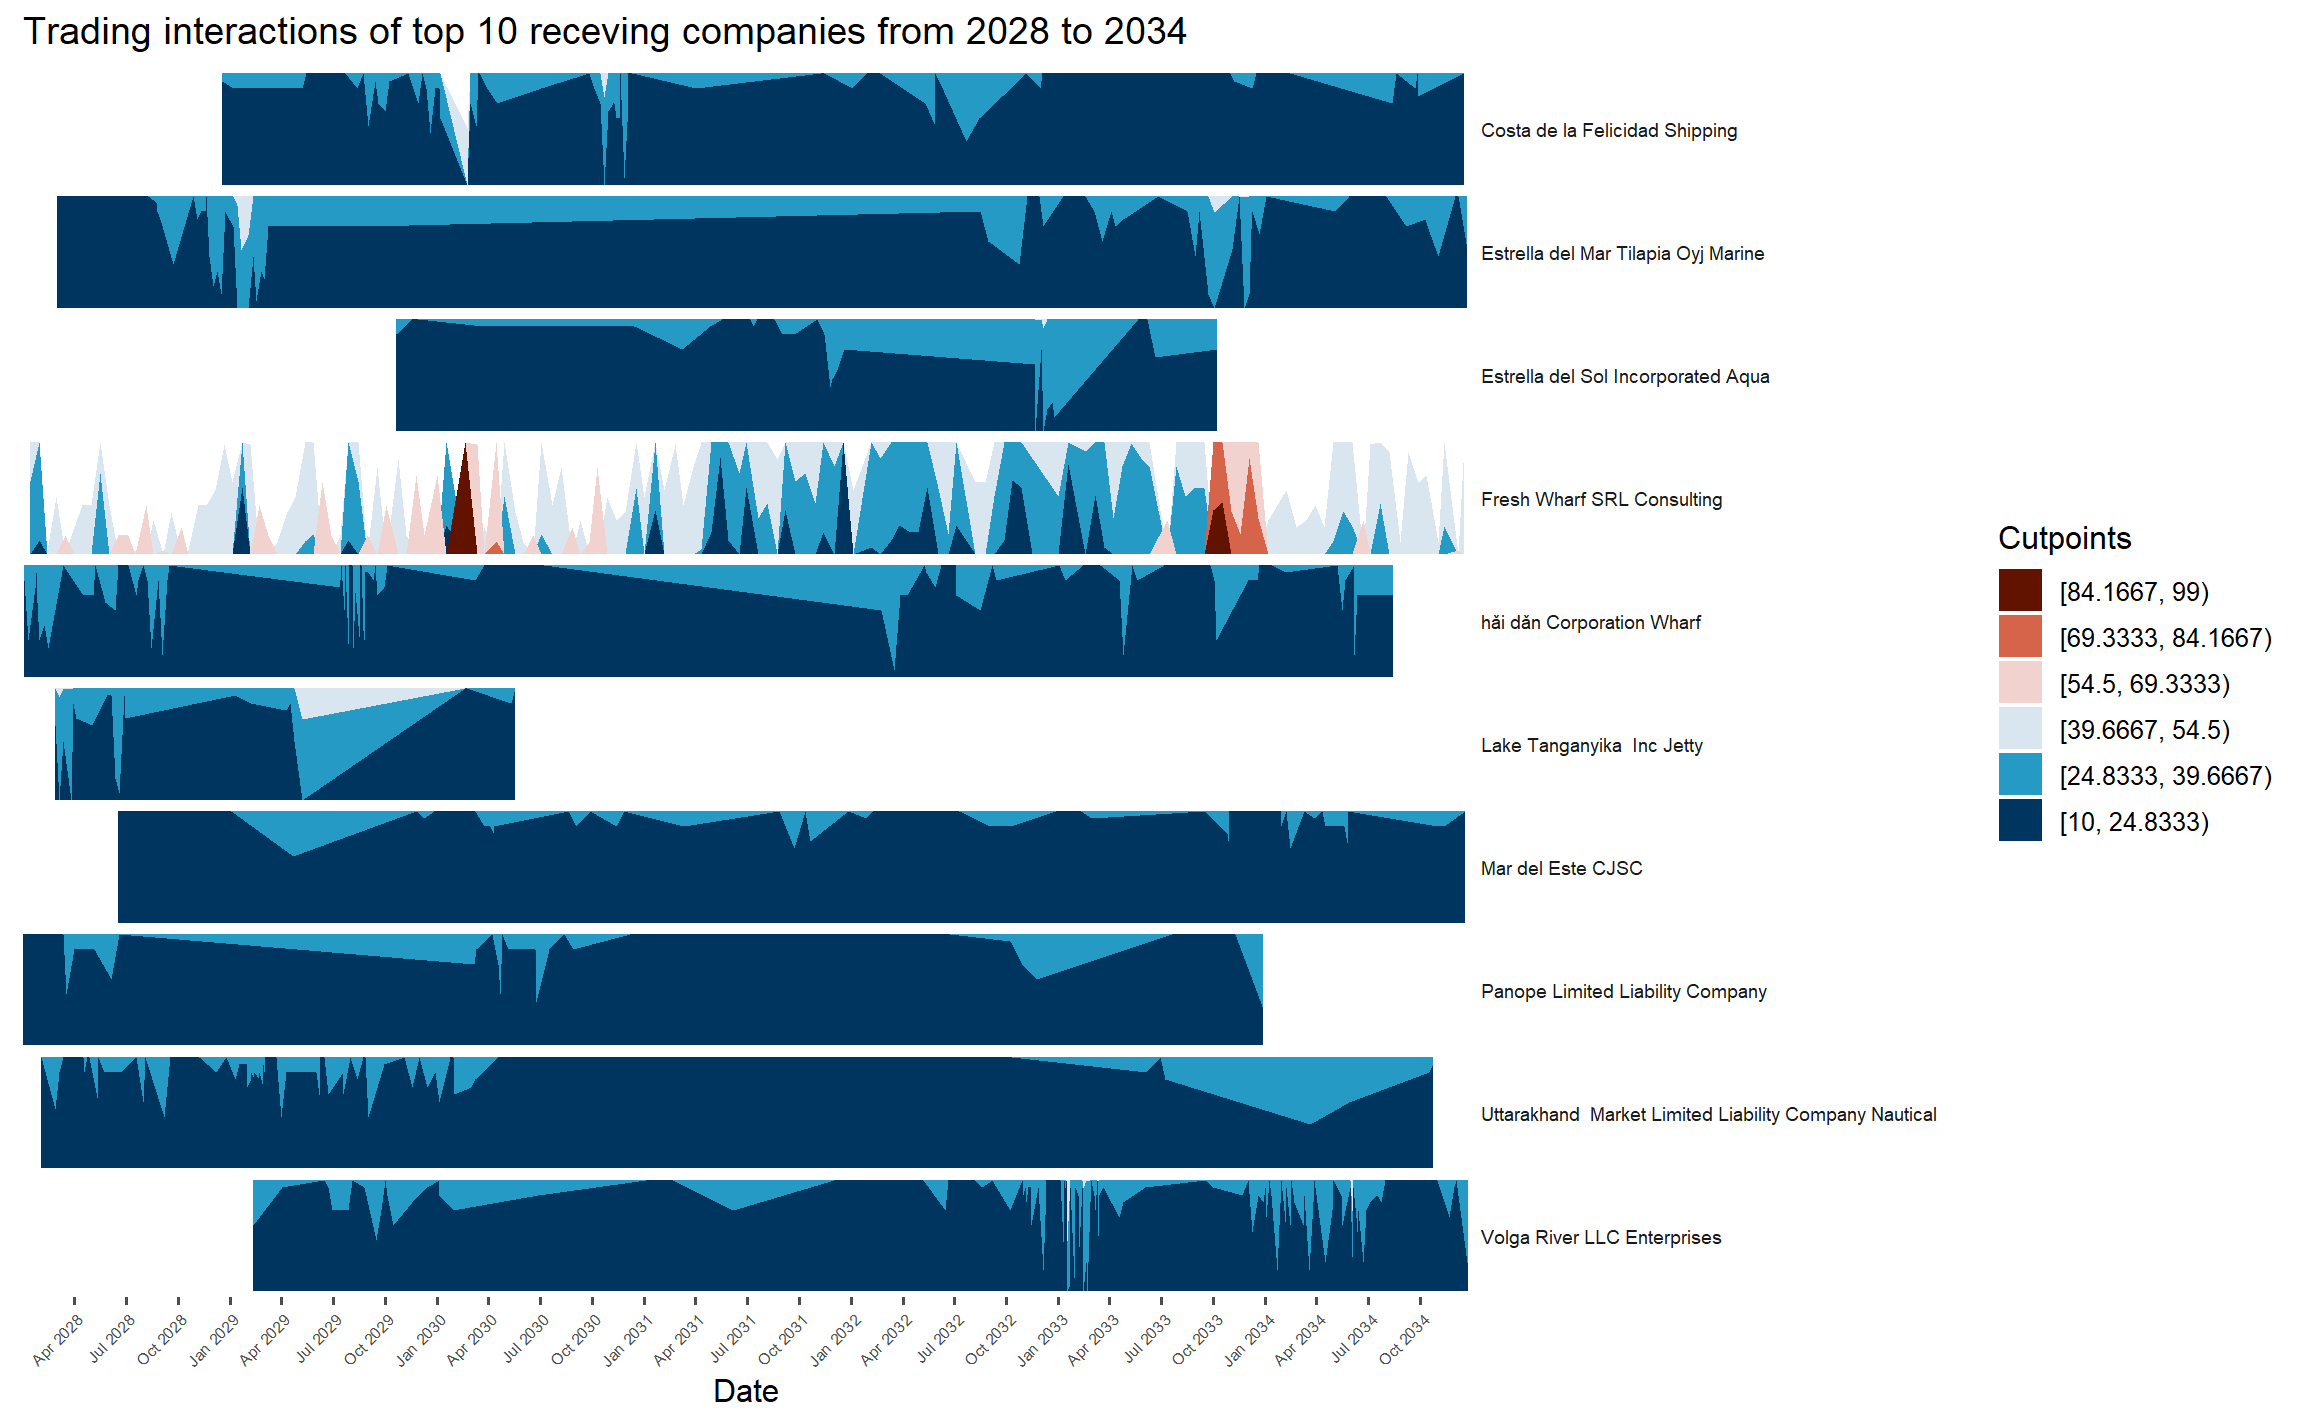 Trading interactions of top 10 receving companies from 2028 to 2034
Costa de la Felicidad Shipping
Estrella del Mar Tilapia Oyj Marine
Estrella del Sol Incorporated Aqua
Fresh Wharf SRL Consulting
hǎi dǎn Corporation Wharf
Lake Tanganyika  Inc Jetty
Mar del Este CJSC
Panope Limited Liability Company
Uttarakhand  Market Limited Liability Company Nautical
Volga River LLC Enterprises
Cutpoints
[84.1667, 99)
[69.3333, 84.1667)
[54.5, 69.3333)
[39.6667, 54.5)
[24.8333, 39.6667)
[10, 24.8333)
Apr 2028
Jul 2028
Oct 2028
Jan 2029
Apr 2029
Jul 2029
Oct 2029
Jan 2030
Apr 2030
Jul 2030
Oct 2030
Jan 2031
Apr 2031
Jul 2031
Oct 2031
Jan 2032
Apr 2032
Jul 2032
Oct 2032
Jan 2033
Apr 2033
Jul 2033
Oct 2033
Jan 2034
Apr 2034
Jul 2034
Oct 2034
Date